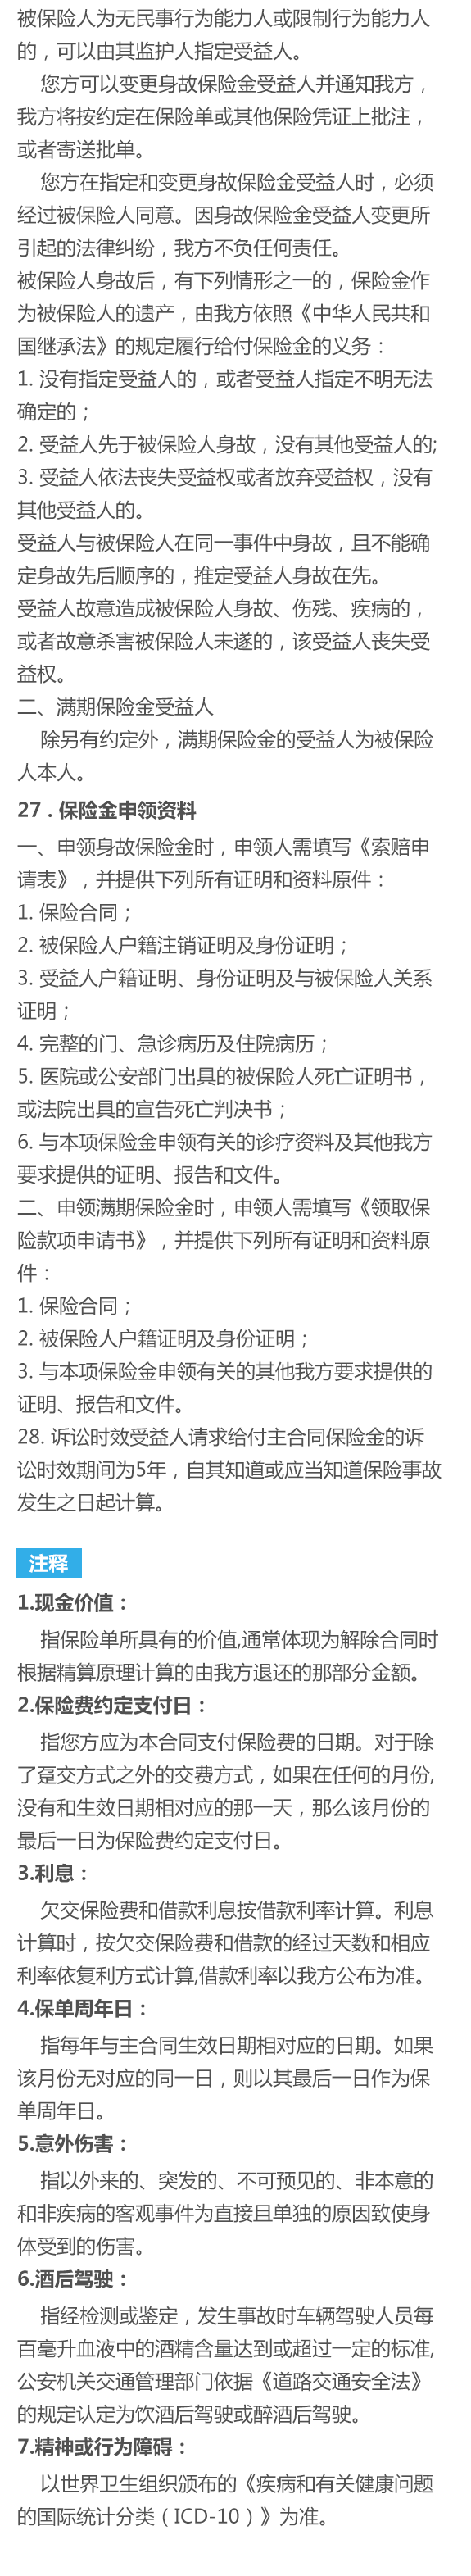 被保险人为无民事行为能力人或限制行为能力人
的，可以由其监护人指定受益人。
您方可以变更身故保险金受益人并通知我方，
我方将按约定在保险单或其他保险凭证上批注，
或者寄送批单。
您方在指定和变更身故保险金受益人时，必须
经过被保险人同意。因身故保险金受益人变更所
引起的法律纠纷，我方不负任何责任。
被保险人身故后，有下列情形之一的，保险金作
为被保险人的遗产，由我方依照《中华人民共和
国继承法》的规定履行给付保险金的义务：
1. 没有指定受益人的，或者受益人指定不明无法
确定的；
2. 受益人先于被保险人身故，没有其他受益人的;
3. 受益人依法丧失受益权或者放弃受益权，没有
其他受益人的。
受益人与被保险人在同一事件中身故，且不能确
定身故先后顺序的，推定受益人身故在先。
受益人故意造成被保险人身故、伤残、疾病的，
或者故意杀害被保险人未遂的，该受益人丧失受
益权。
二、满期保险金受益人
除另有约定外，满期保险金的受益人为被保险
人本人。
27 . 保险金申领资料
一、申领身故保险金时，申领人需填写《索赔申
请表》，并提供下列所有证明和资料原件：
1. 保险合同；
2. 被保险人户籍注销证明及身份证明；
3. 受益人户籍证明、身份证明及与被保险人关系
证明；
4. 完整的门、急诊病历及住院病历；
5. 医院或公安部门出具的被保险人死亡证明书，
或法院出具的宣告死亡判决书；
6. 与本项保险金申领有关的诊疗资料及其他我方
要求提供的证明、报告和文件。
二、申领满期保险金时，申领人需填写《领取保
险款项申请书》，并提供下列所有证明和资料原
件：
1. 保险合同；
2. 被保险人户籍证明及身份证明；
3. 与本项保险金申领有关的其他我方要求提供的
证明、报告和文件。
28. 诉讼时效受益人请求给付主合同保险金的诉
讼时效期间为5年，自其知道或应当知道保险事故
发生之日起计算。
注释
1.现金价值：
指保险单所具有的价值,通常体现为解除合同时
根据精算原理计算的由我方退还的那部分金额。
2.保险费约定支付日：
指您方应为本合同支付保险费的日期。对于除
了趸交方式之外的交费方式，如果在任何的月份,
没有和生效日期相对应的那一天，那么该月份的
最后一日为保险费约定支付日。
3.利息：
欠交保险费和借款利息按借款利率计算。利息
计算时，按欠交保险费和借款的经过天数和相应
利率依复利方式计算,借款利率以我方公布为准。
4.保单周年日：
指每年与主合同生效日期相对应的日期。如果
该月份无对应的同一日，则以其最后一日作为保
单周年日。
5.意外伤害：
指以外来的、突发的、不可预见的、非本意的
和非疾病的客观事件为直接且单独的原因致使身
体受到的伤害。
6.酒后驾驶：
指经检测或鉴定，发生事故时车辆驾驶人员每
百毫升血液中的酒精含量达到或超过一定的标准,
公安机关交通管理部门依据《道路交通安全法》
的规定认定为饮酒后驾驶或醉酒后驾驶。
7.精神或行为障碍：
以世界卫生组织颁布的《疾病和有关健康问题
的国际统计分类（ICD-10）》为准。